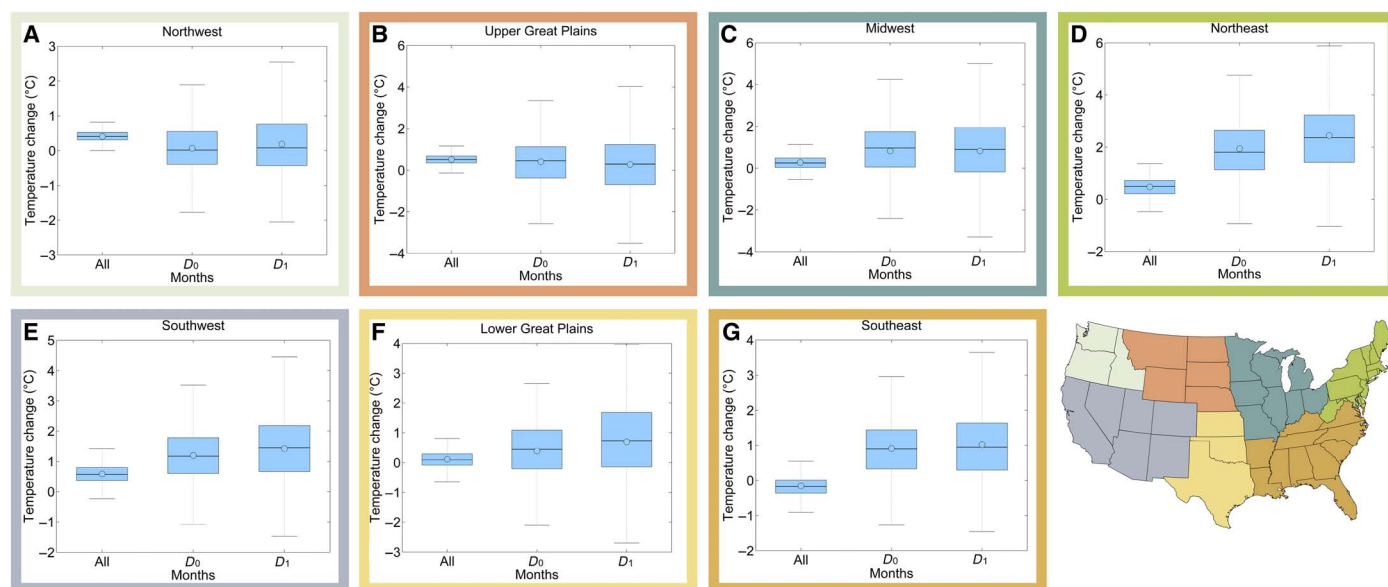 A
Northwest
Temperature change (°C)
3
2
1
0
–1
–2
–3
All
D0
D1
Months
B
Upper Great Plains
Temperature change (°C)
6
4
2
0
–2
–4
All
D0
D1
Months
C
Midwest
Temperature change (°C)
6
4
2
0
–2
–4
All
D0
D1
Months
D
Northeast
Temperature change (°C)
6
4
2
0
–2
All
D0
D1
Months
E
Southwest
Temperature change (°C)
5
4
3
2
1
0
–1
–2
All
D0
D1
Months
F
Lower Great Plains
Temperature change (°C)
4
3
2
1
0
–1
–2
–3
All
D0
D1
Months
G
Southeast
Temperature change (°C)
4
3
2
1
0
–1
–2
All
D0
D1
Months